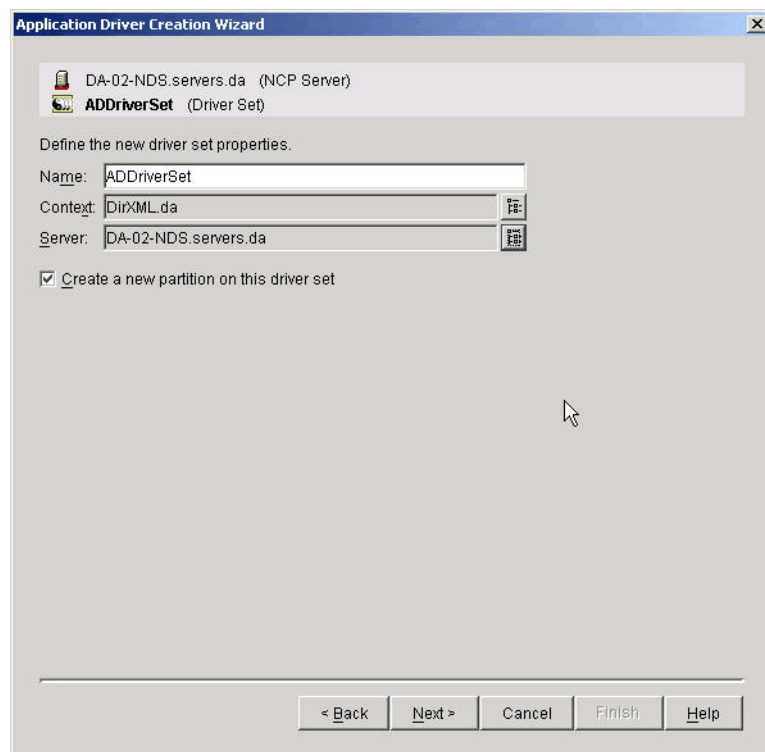 Application Driver Creation Wizard
DA-02-NDS.servers.da (NCP Server)
ADDriverSet (Driver Set)
Define the new driver set properties.
Name: ADDriverSet
Context: DirXML.da
Server: DA-02-NDS.servers.da
Create a new partition on this driver set
< Back Next > Cancel Finish Help